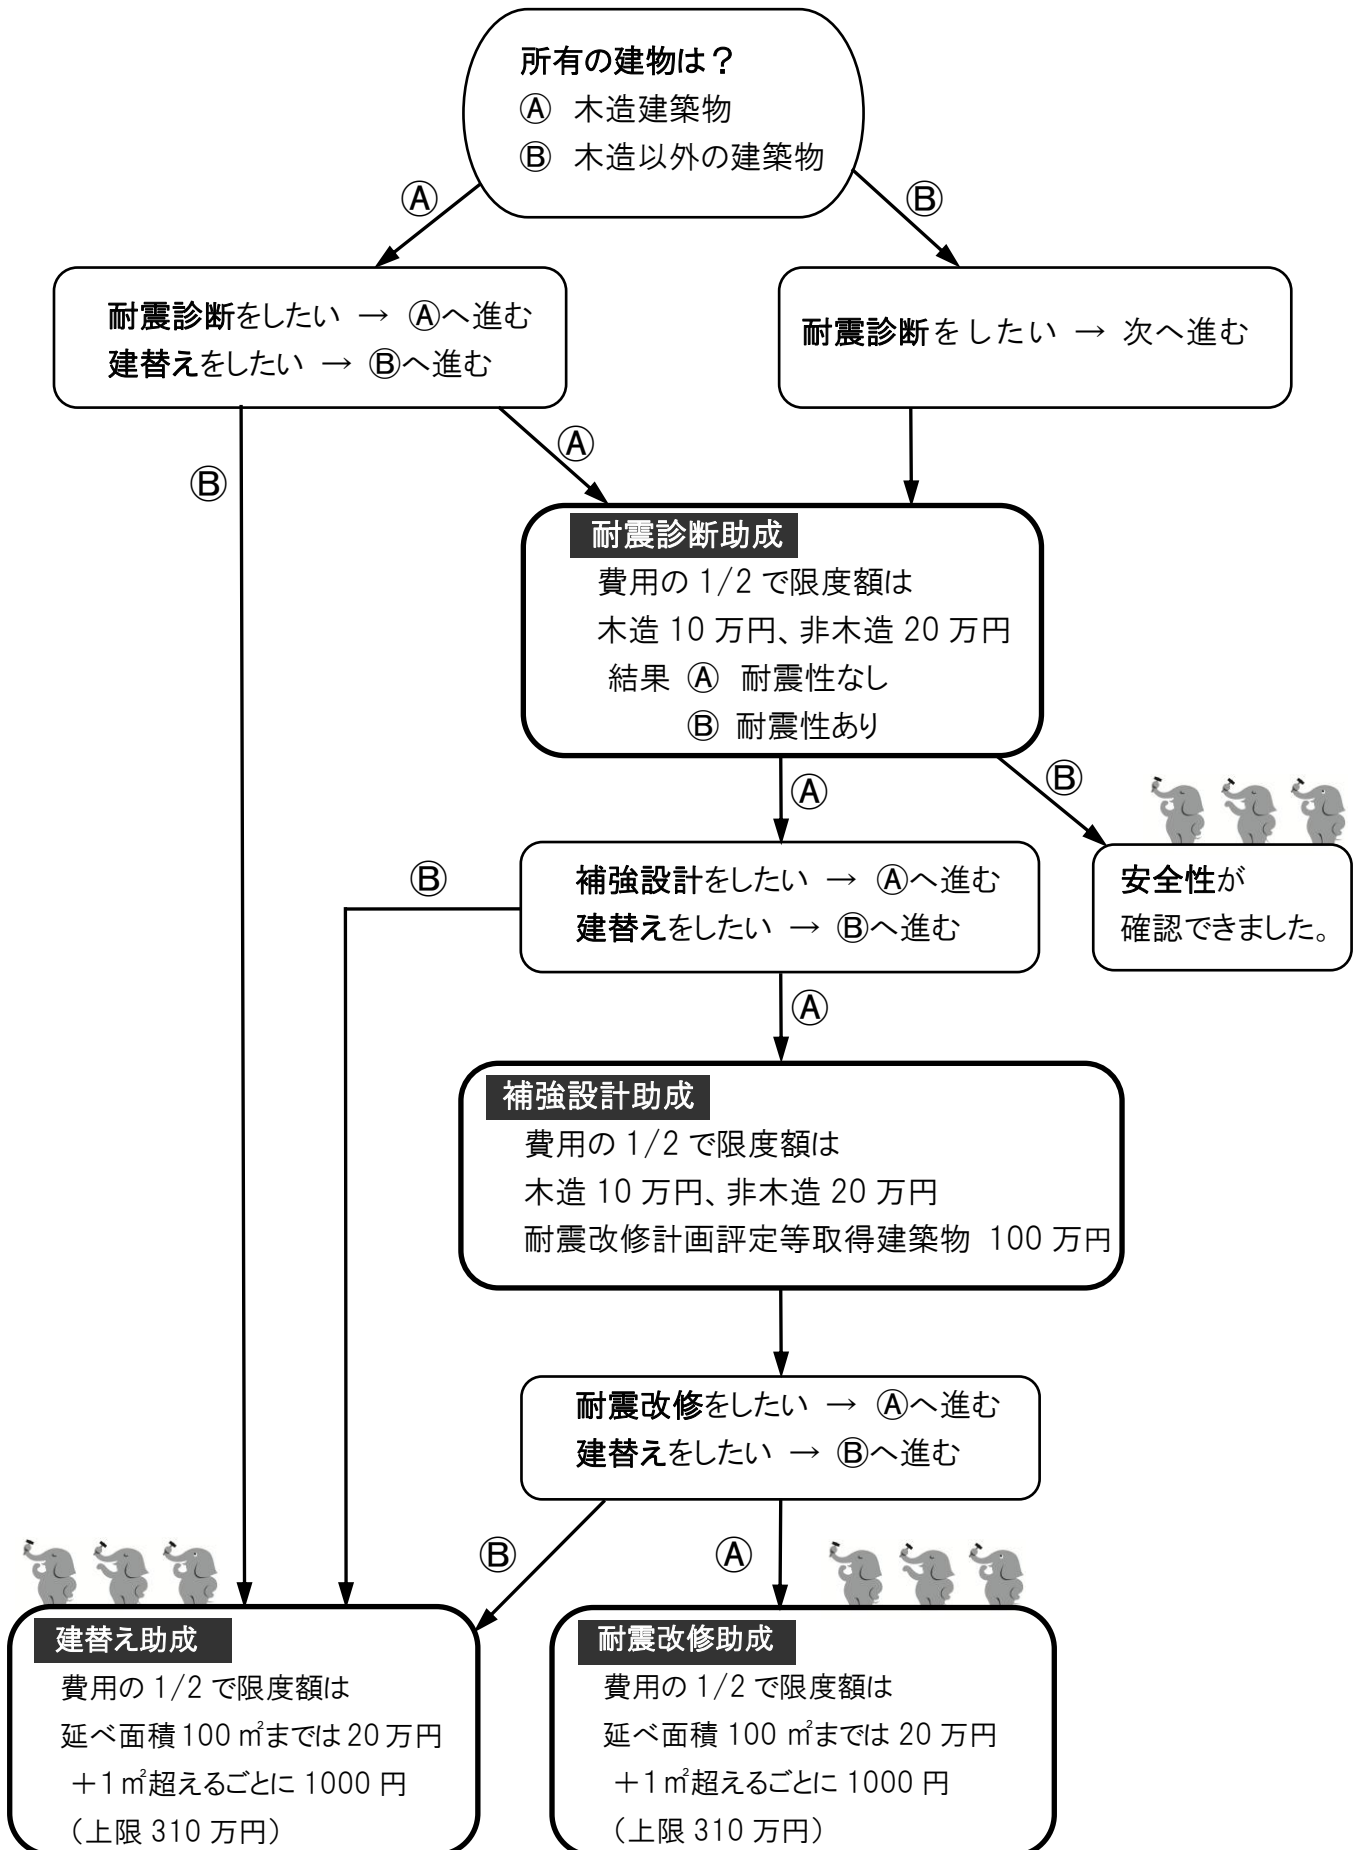 所有の建物は？
Ⓐ 木造建築物
Ⓑ 木造以外の建築物
Ⓐ
Ⓑ
耐震診断をしたい → Ⓐへ進む
建替えをしたい → Ⓑへ進む
耐震診断をしたい → 次へ進む
Ⓐ
Ⓑ
耐震診断助成
費用の 1/2 で限度額は
木造 10 万円、非木造 20 万円
結果 Ⓐ 耐震性なし
Ⓑ 耐震性あり
Ⓐ
Ⓑ
安全性が
確認できました。
Ⓑ
補強設計をしたい → Ⓐへ進む
建替えをしたい → Ⓑへ進む
Ⓐ
補強設計助成
費用の 1/2 で限度額は
木造 10 万円、非木造 20 万円
耐震改修計画評定等取得建築物 100 万円
耐震改修をしたい → Ⓐへ進む
建替えをしたい → Ⓑへ進む
Ⓑ
Ⓐ
建替え助成
費用の 1/2 で限度額は
延べ面積 100 ㎡までは 20 万円
＋1 ㎡超えるごとに 1000 円
（上限 310 万円）
耐震改修助成
費用の 1/2 で限度額は
延べ面積 100 ㎡までは 20 万円
＋1 ㎡超えるごとに 1000 円
（上限 310 万円）